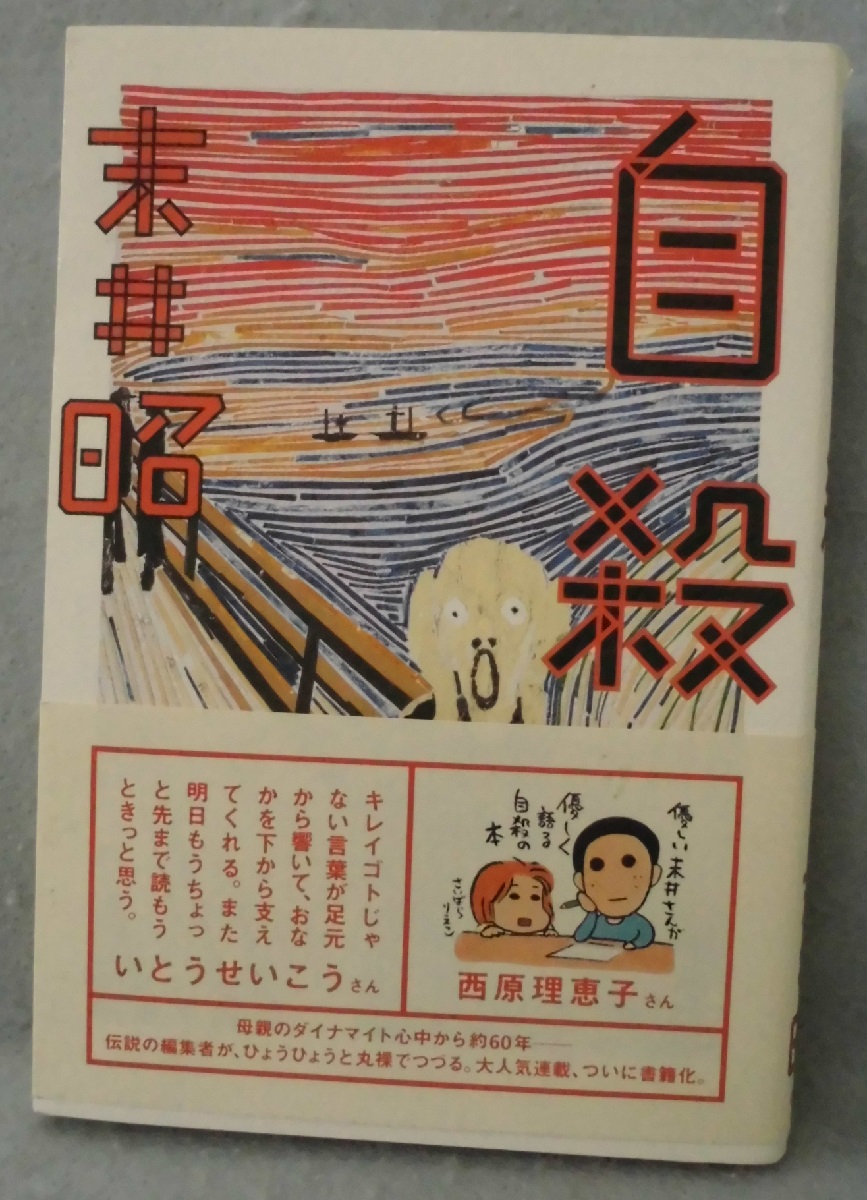 自殺
末井昭
キレイゴトじゃ
ない言葉が足元
から響いて、おな
かを下から支え
てくれる。また
明日もうちょっ
と先まで読もう
ときっと思う。
いとうせいこうさん
優しい末井さんが
優しく
語る
自殺の
本
さいばら
りえこ
西原理恵子さん
母親のダイナマイト心中から約60年――
伝説の編集者が、ひょうひょうと丸裸でつづる。大人気連載、ついに書籍化。